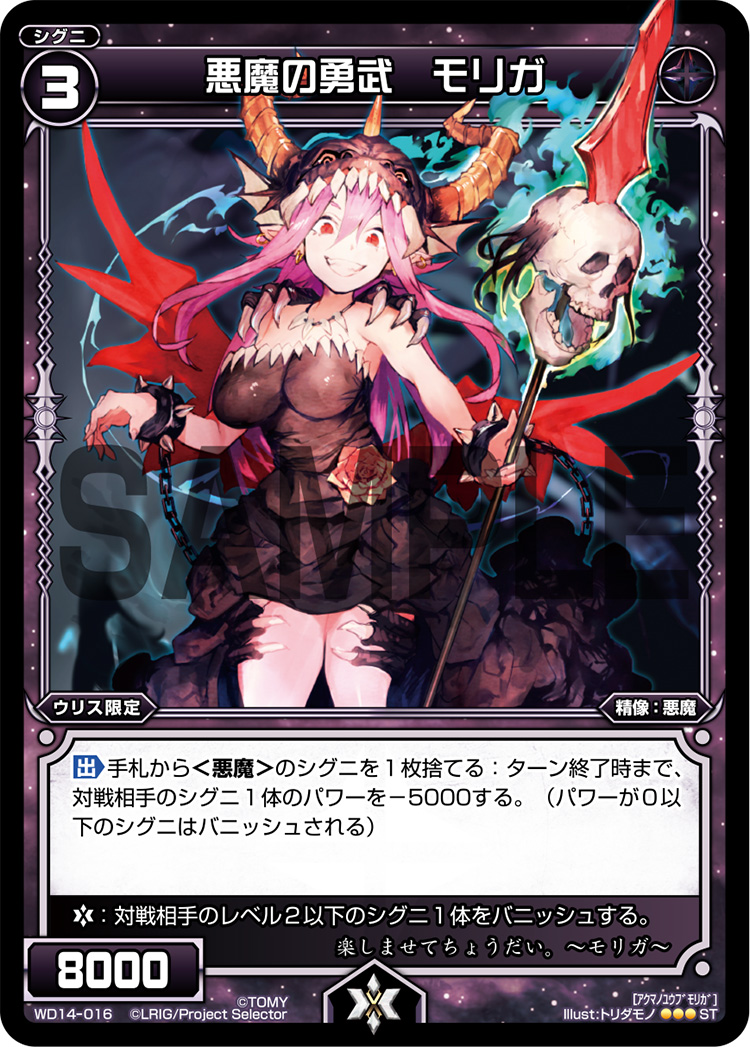 シグニ
3
悪魔の勇武　モリガ
SAMPLE
ウリス限定
精像：悪魔
出 手札から＜悪魔＞のシグニを１枚捨てる：ターン終了時まで、
対戦相手のシグニ１体のパワーを－5000する。（パワーが０以
下のシグニはバニッシュされる）
：対戦相手のレベル２以下のシグニ１体をバニッシュする。
楽しませてちょうだい。～モリガ～
8000
©TOMY
WD14-016 ©LRIG/Project Selector
[ｱｸﾏﾉﾕｳﾌﾞﾓﾘｶﾞ]
Illust:トリダモノ ST